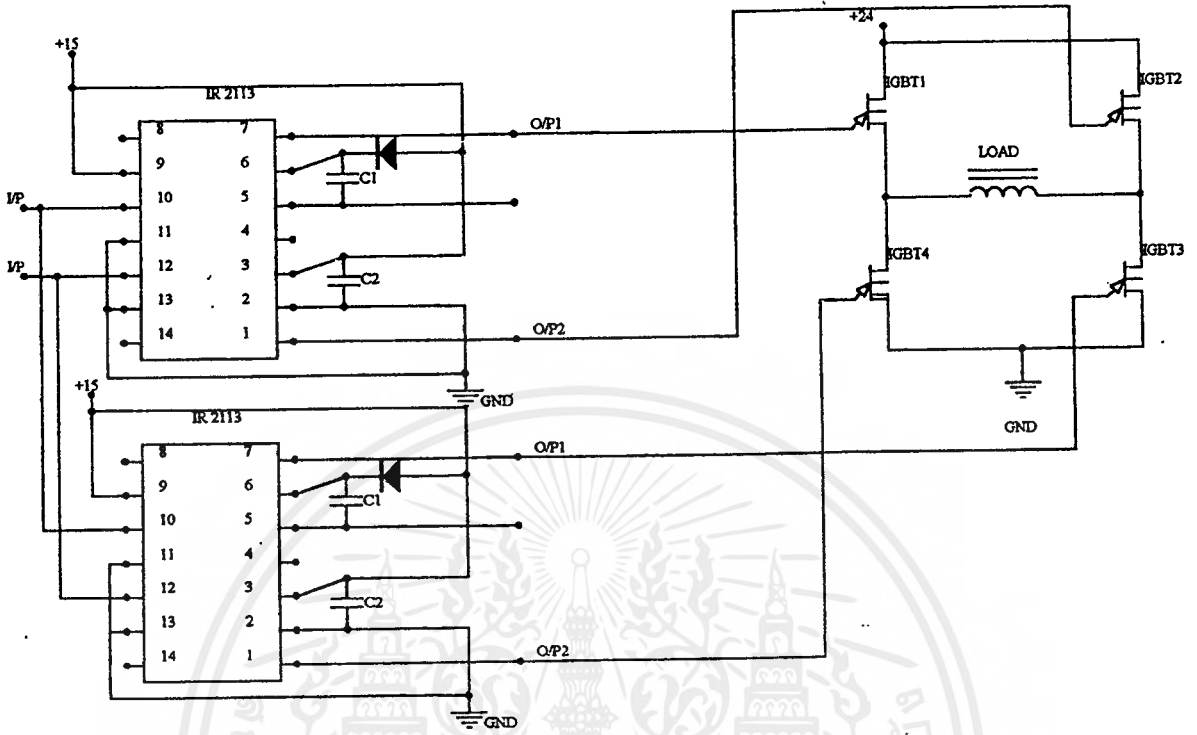 +24
+15
IGBT1
IGBT2
IR 2113
8 7
O/P1
9 6
C1
LOAD
I/P
10 5
11 4
IGBT4
IGBT3
I/P
12 3
C2
13 2
14 1
O/P2
+15
GND
IR 2113
GND
8 7
O/P1
9 6
C1
10 5
11 4
12 3
C2
13 2
14 1
O/P2
GND